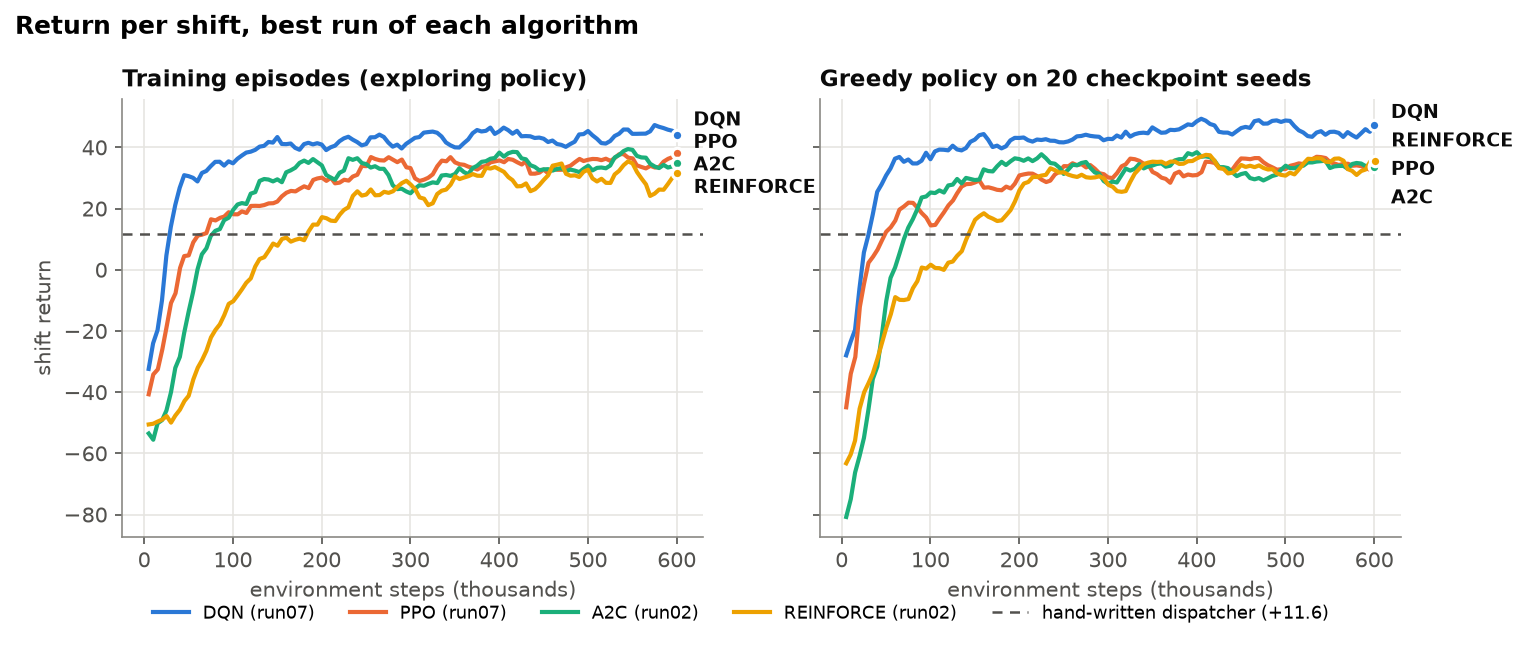 Return per shift, best run of each algorithm
Training episodes (exploring policy)
shift return
40
20
0
−20
−40
−60
−80
0 100 200 300 400 500 600
environment steps (thousands)
DQN
PPO
A2C
REINFORCE
Greedy policy on 20 checkpoint seeds
0 100 200 300 400 500 600
environment steps (thousands)
DQN
REINFORCE
PPO
A2C
DQN (run07) PPO (run07) A2C (run02) REINFORCE (run02) hand-written dispatcher (+11.6)